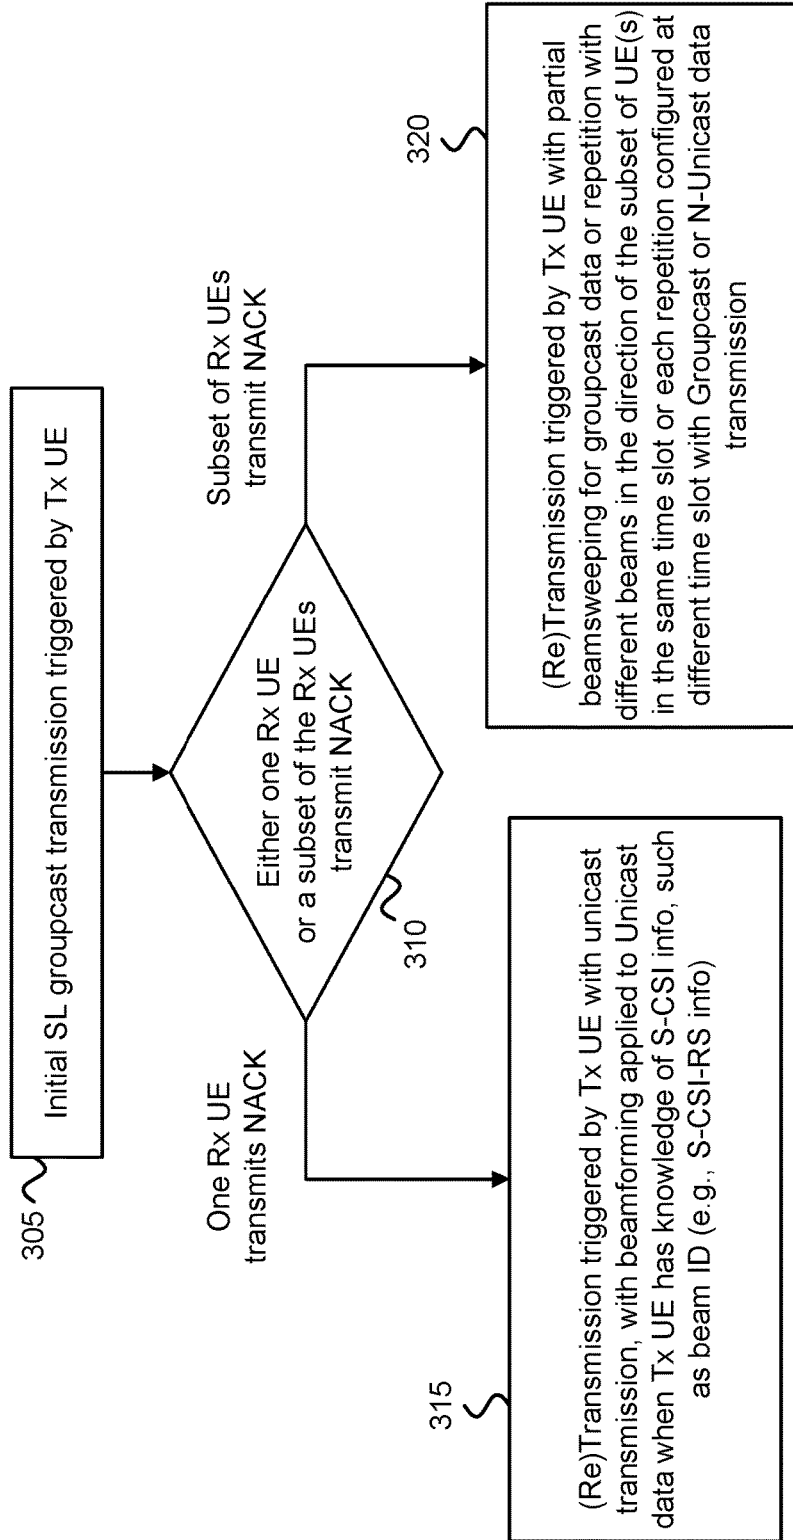 305
Initial SL groupcast transmission triggered by Tx UE
Either one Rx UE
or a subset of the Rx UEs
transmit NACK
310
One Rx UE
transmits NACK
Subset of Rx UEs
transmit NACK
315
(Re)Transmission triggered by Tx UE with unicast
transmission, with beamforming applied to Unicast
data when Tx UE has knowledge of S-CSI info, such
as beam ID (e.g., S-CSI-RS info)
320
(Re)Transmission triggered by Tx UE with partial
beamsweeping for groupcast data or repetition with
different beams in the direction of the subset of UE(s)
in the same time slot or each repetition configured at
different time slot with Groupcast or N-Unicast data
transmission